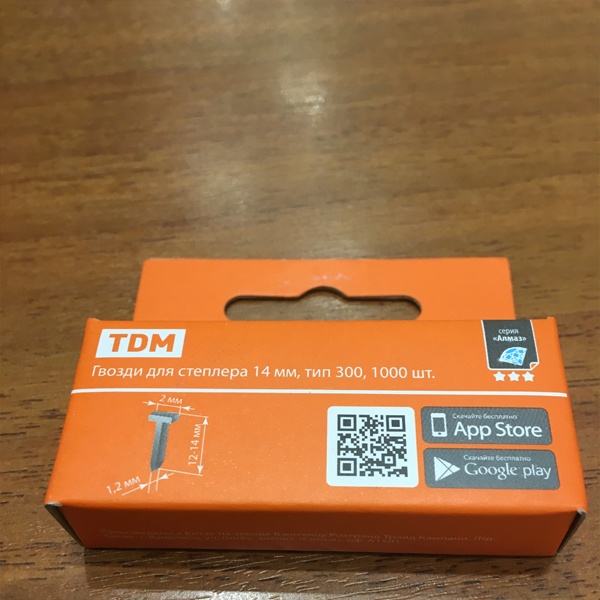 TDM
серия
«Алмаз»
Гвозди для степлера 14 мм, тип 300, 1000 шт.
2 мм
12-14 мм
1,2 мм
Скачайте бесплатно
App Store
Скачайте бесплатно
Google play